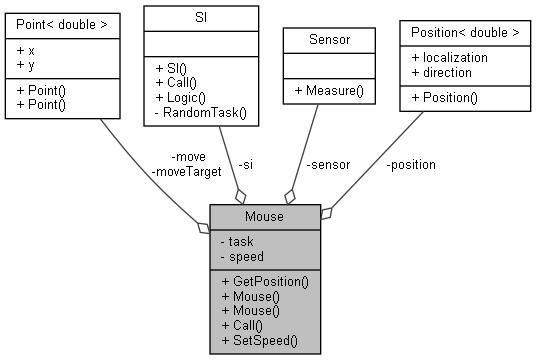 Point< double >
+ x
+ y
+ Point()
+ Point()
SI
+ SI()
+ Call()
+ Logic()
- RandomTask()
Sensor
+ Measure()
Position< double >
+ localization
+ direction
+ Position()
-move
-moveTarget
-si
-sensor
-position
Mouse
- task
- speed
+ GetPosition()
+ Mouse()
+ Mouse()
+ Call()
+ SetSpeed()